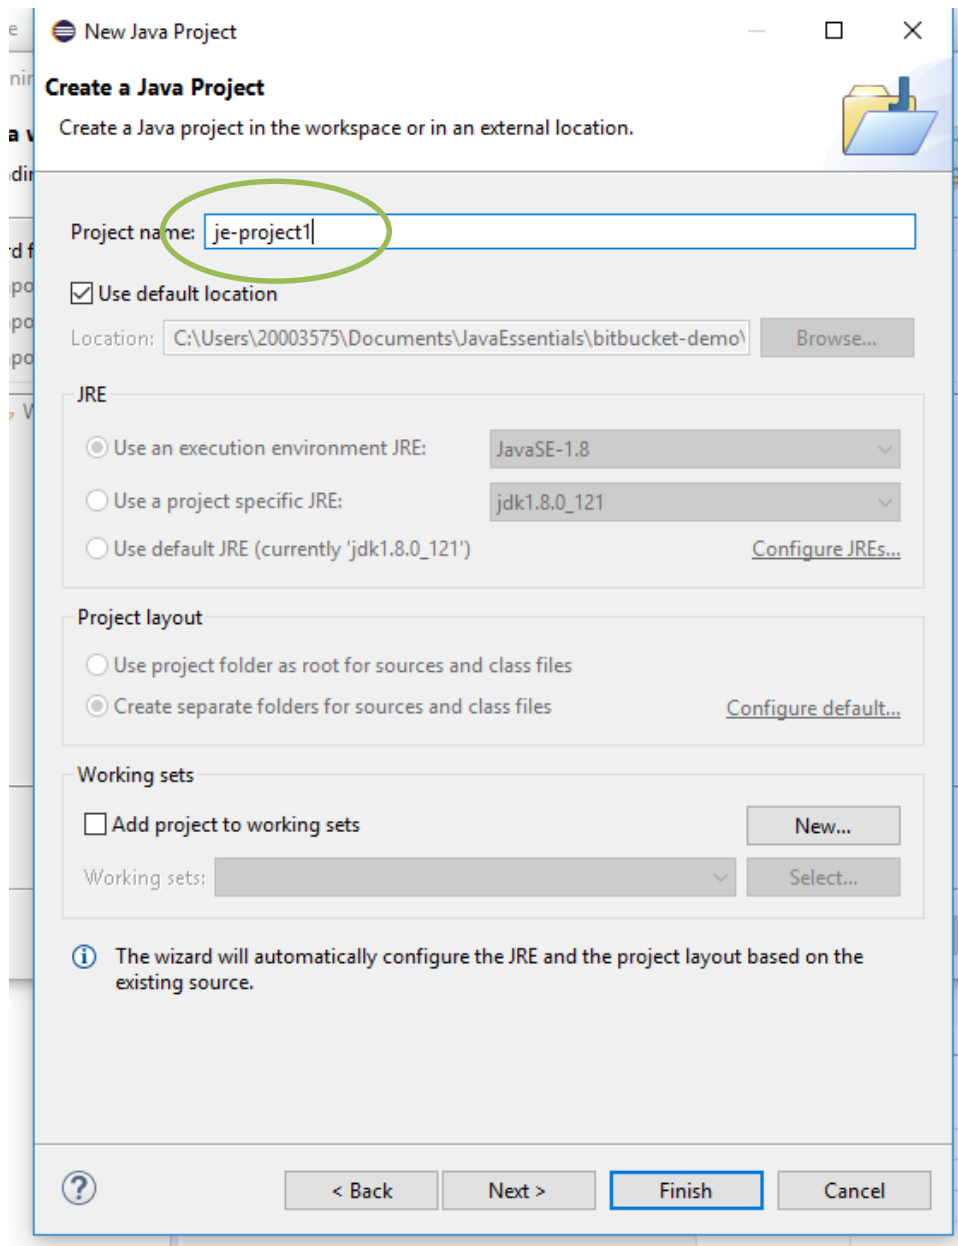 New Java Project
Create a Java Project
Create a Java project in the workspace or in an external location.
Project name: je-project1
Use default location
Location: C:\Users\20003575\Documents\JavaEssentials\bitbucket-demo\ Browse...
JRE
Use an execution environment JRE: JavaSE-1.8
Use a project specific JRE: jdk1.8.0_121
Use default JRE (currently 'jdk1.8.0_121') Configure JREs...
Project layout
Use project folder as root for sources and class files
Create separate folders for sources and class files Configure default...
Working sets
Add project to working sets New...
Working sets: Select...
The wizard will automatically configure the JRE and the project layout based on the
existing source.
< Back Next > Finish Cancel